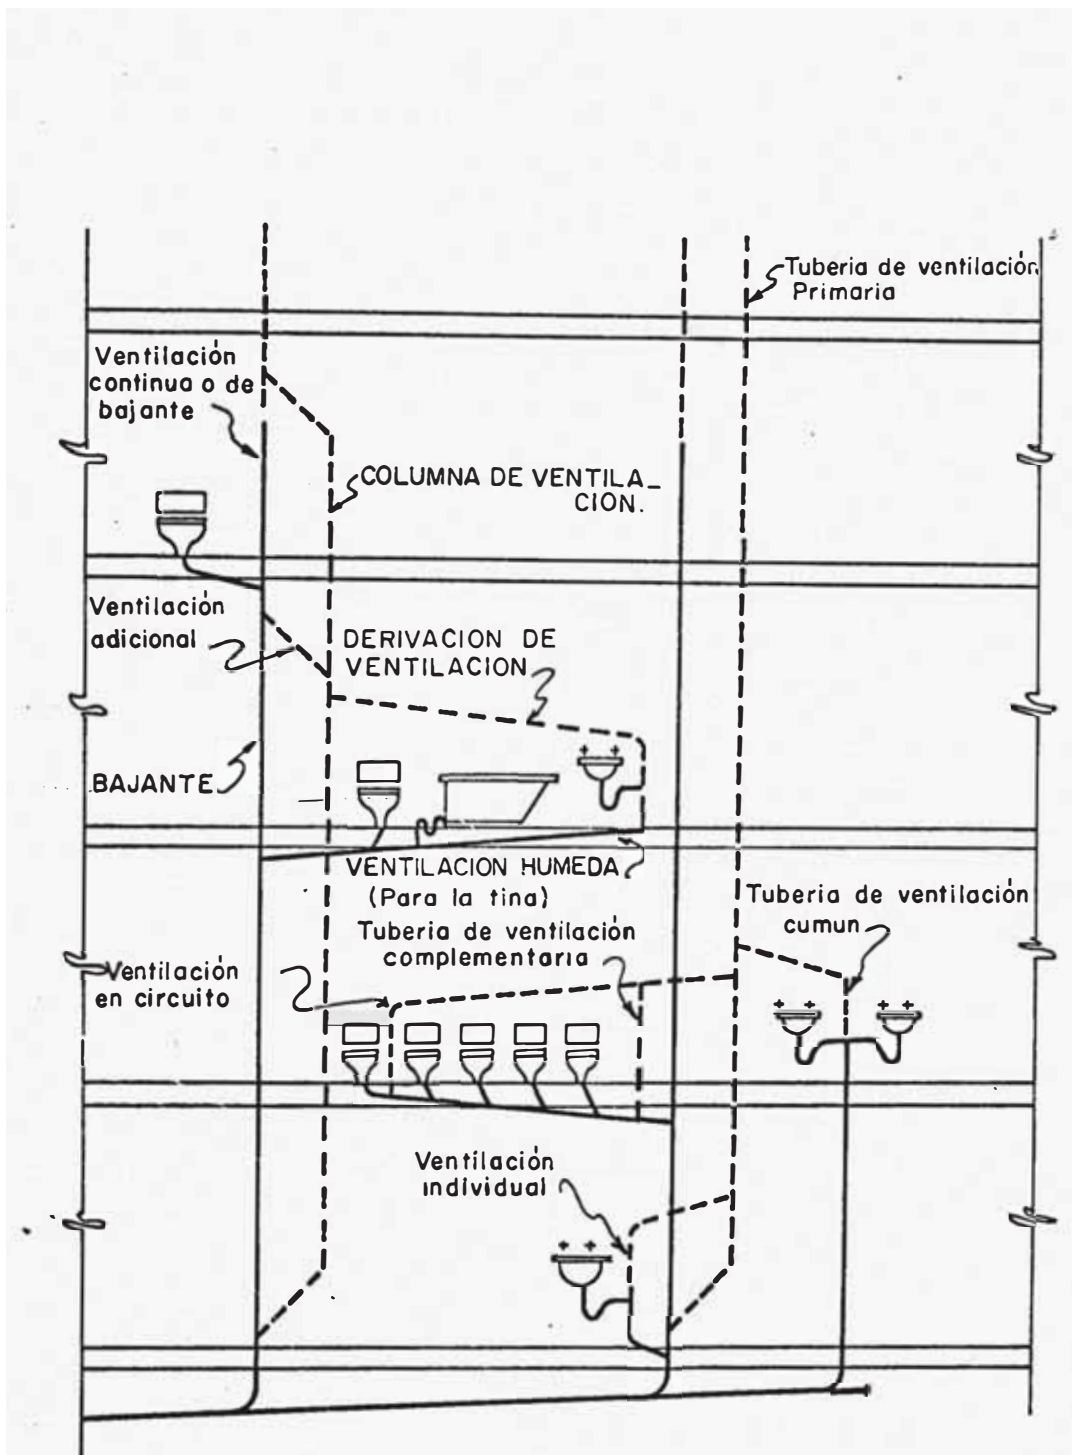 Tuberia de ventilación
Primaria
Ventilación
continua o de
bajante
COLUMNA DE VENTILA_
CION.
Ventilación
adicional
DERIVACION DE
VENTILACION
BAJANTE
VENTILACION HUMEDA
(Para la tina)
Tuberia de ventilación
cumun
Tuberia de ventilación
complementaria
Ventilación
en circuito
Ventilación
individual